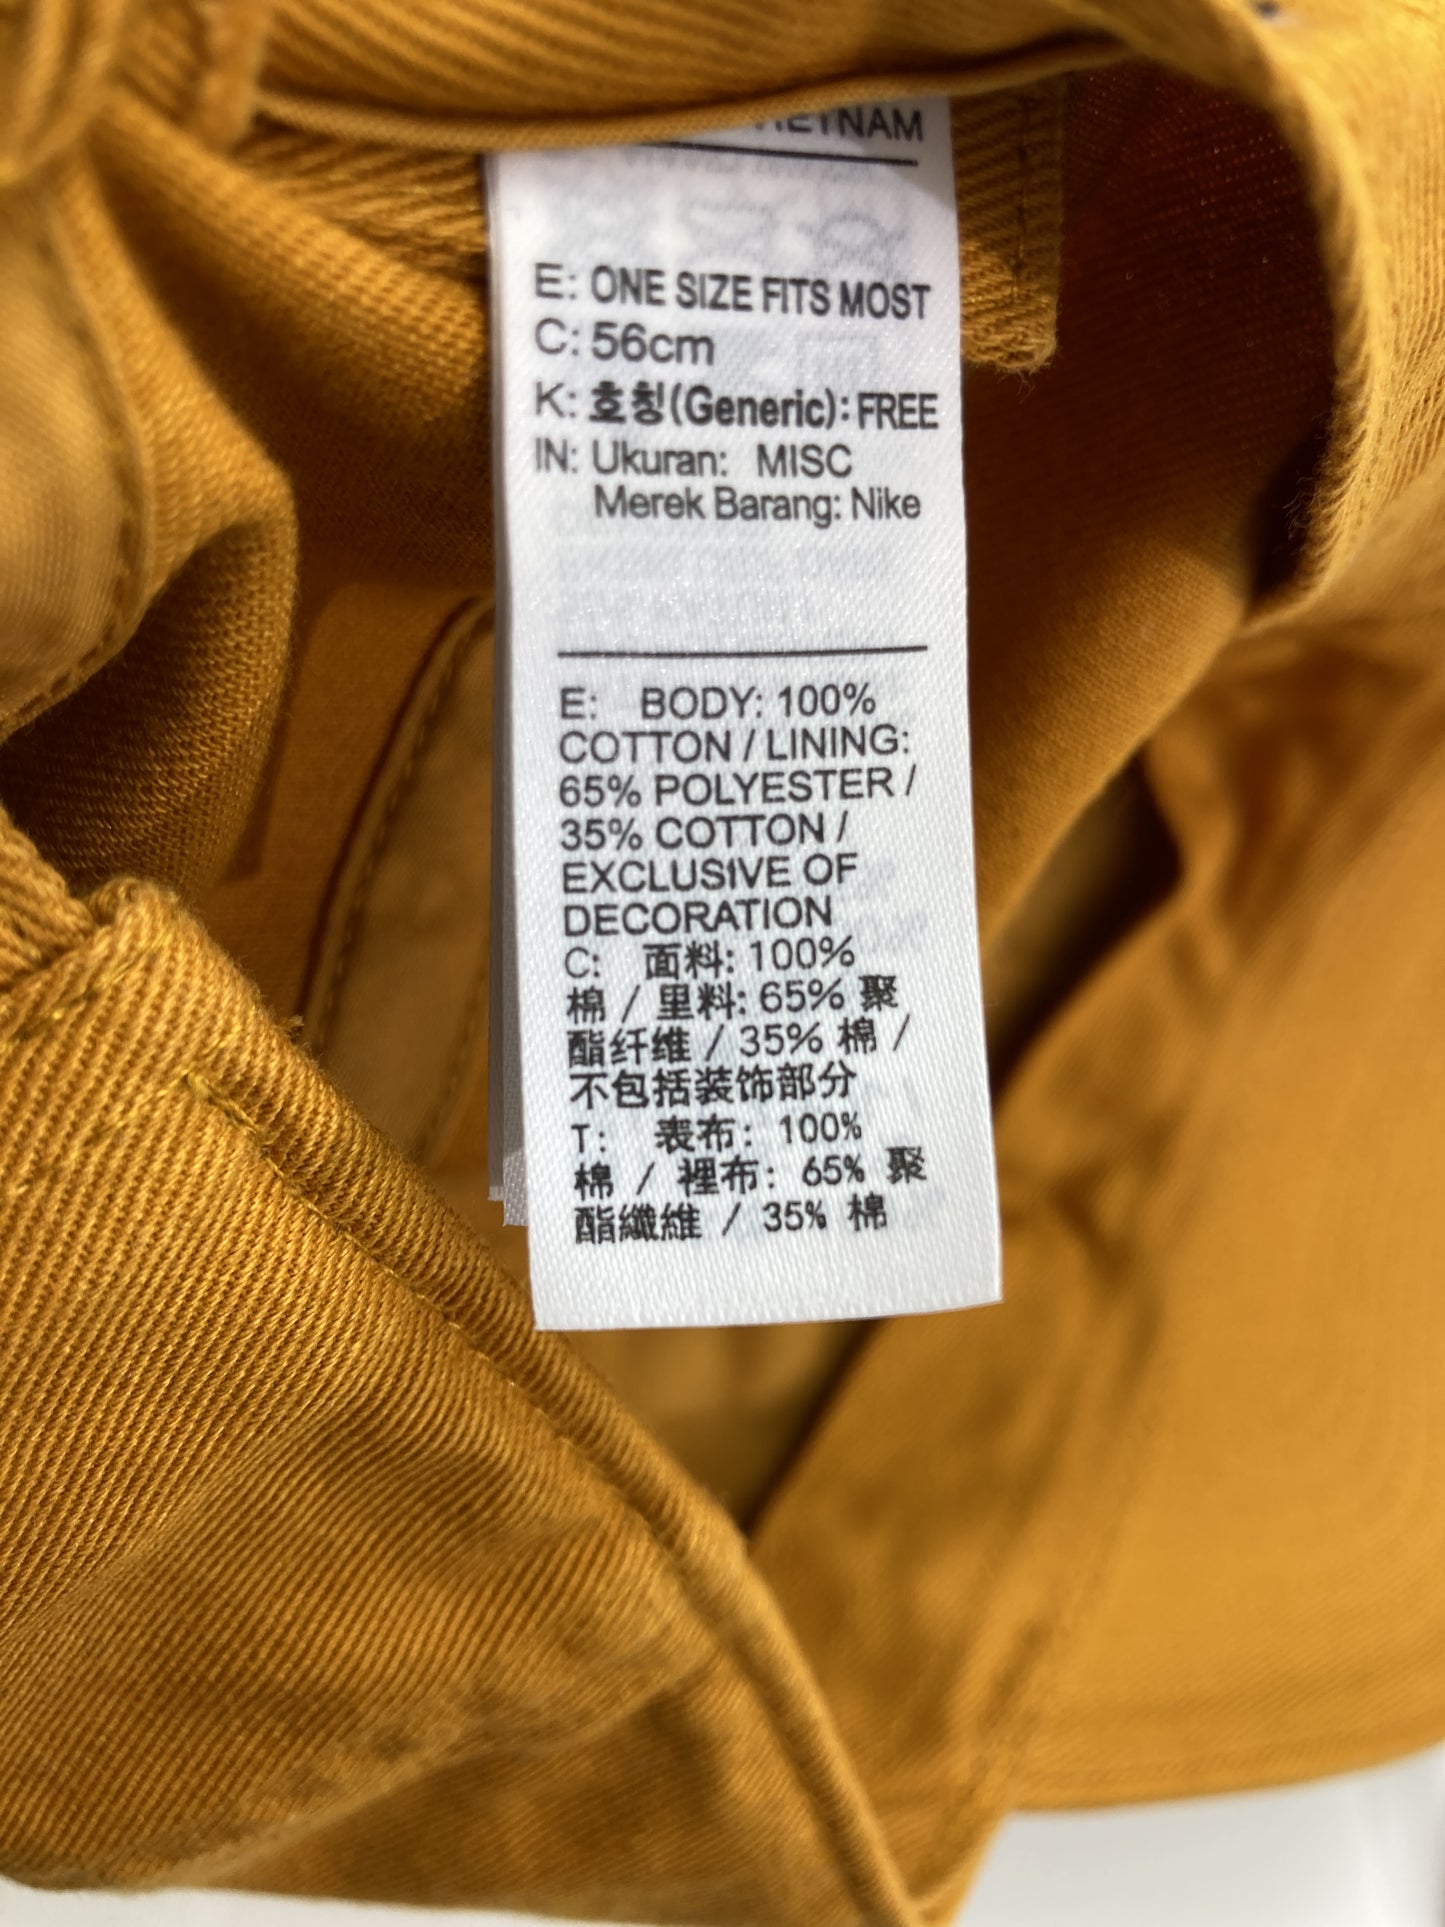 VIETNAM
E: ONE SIZE FITS MOST
C: 56cm
K: 호칭(Generic): FREE
IN: Ukuran: MISC
Merek Barang: Nike
E: BODY: 100%
COTTON / LINING:
65% POLYESTER /
35% COTTON /
EXCLUSIVE OF
DECORATION
C: 面料: 100%
棉 / 里料: 65% 聚
酯纤维 / 35% 棉 /
不包括装饰部分
T: 表布: 100%
棉 / 裡布: 65% 聚
酯纖維 / 35% 棉